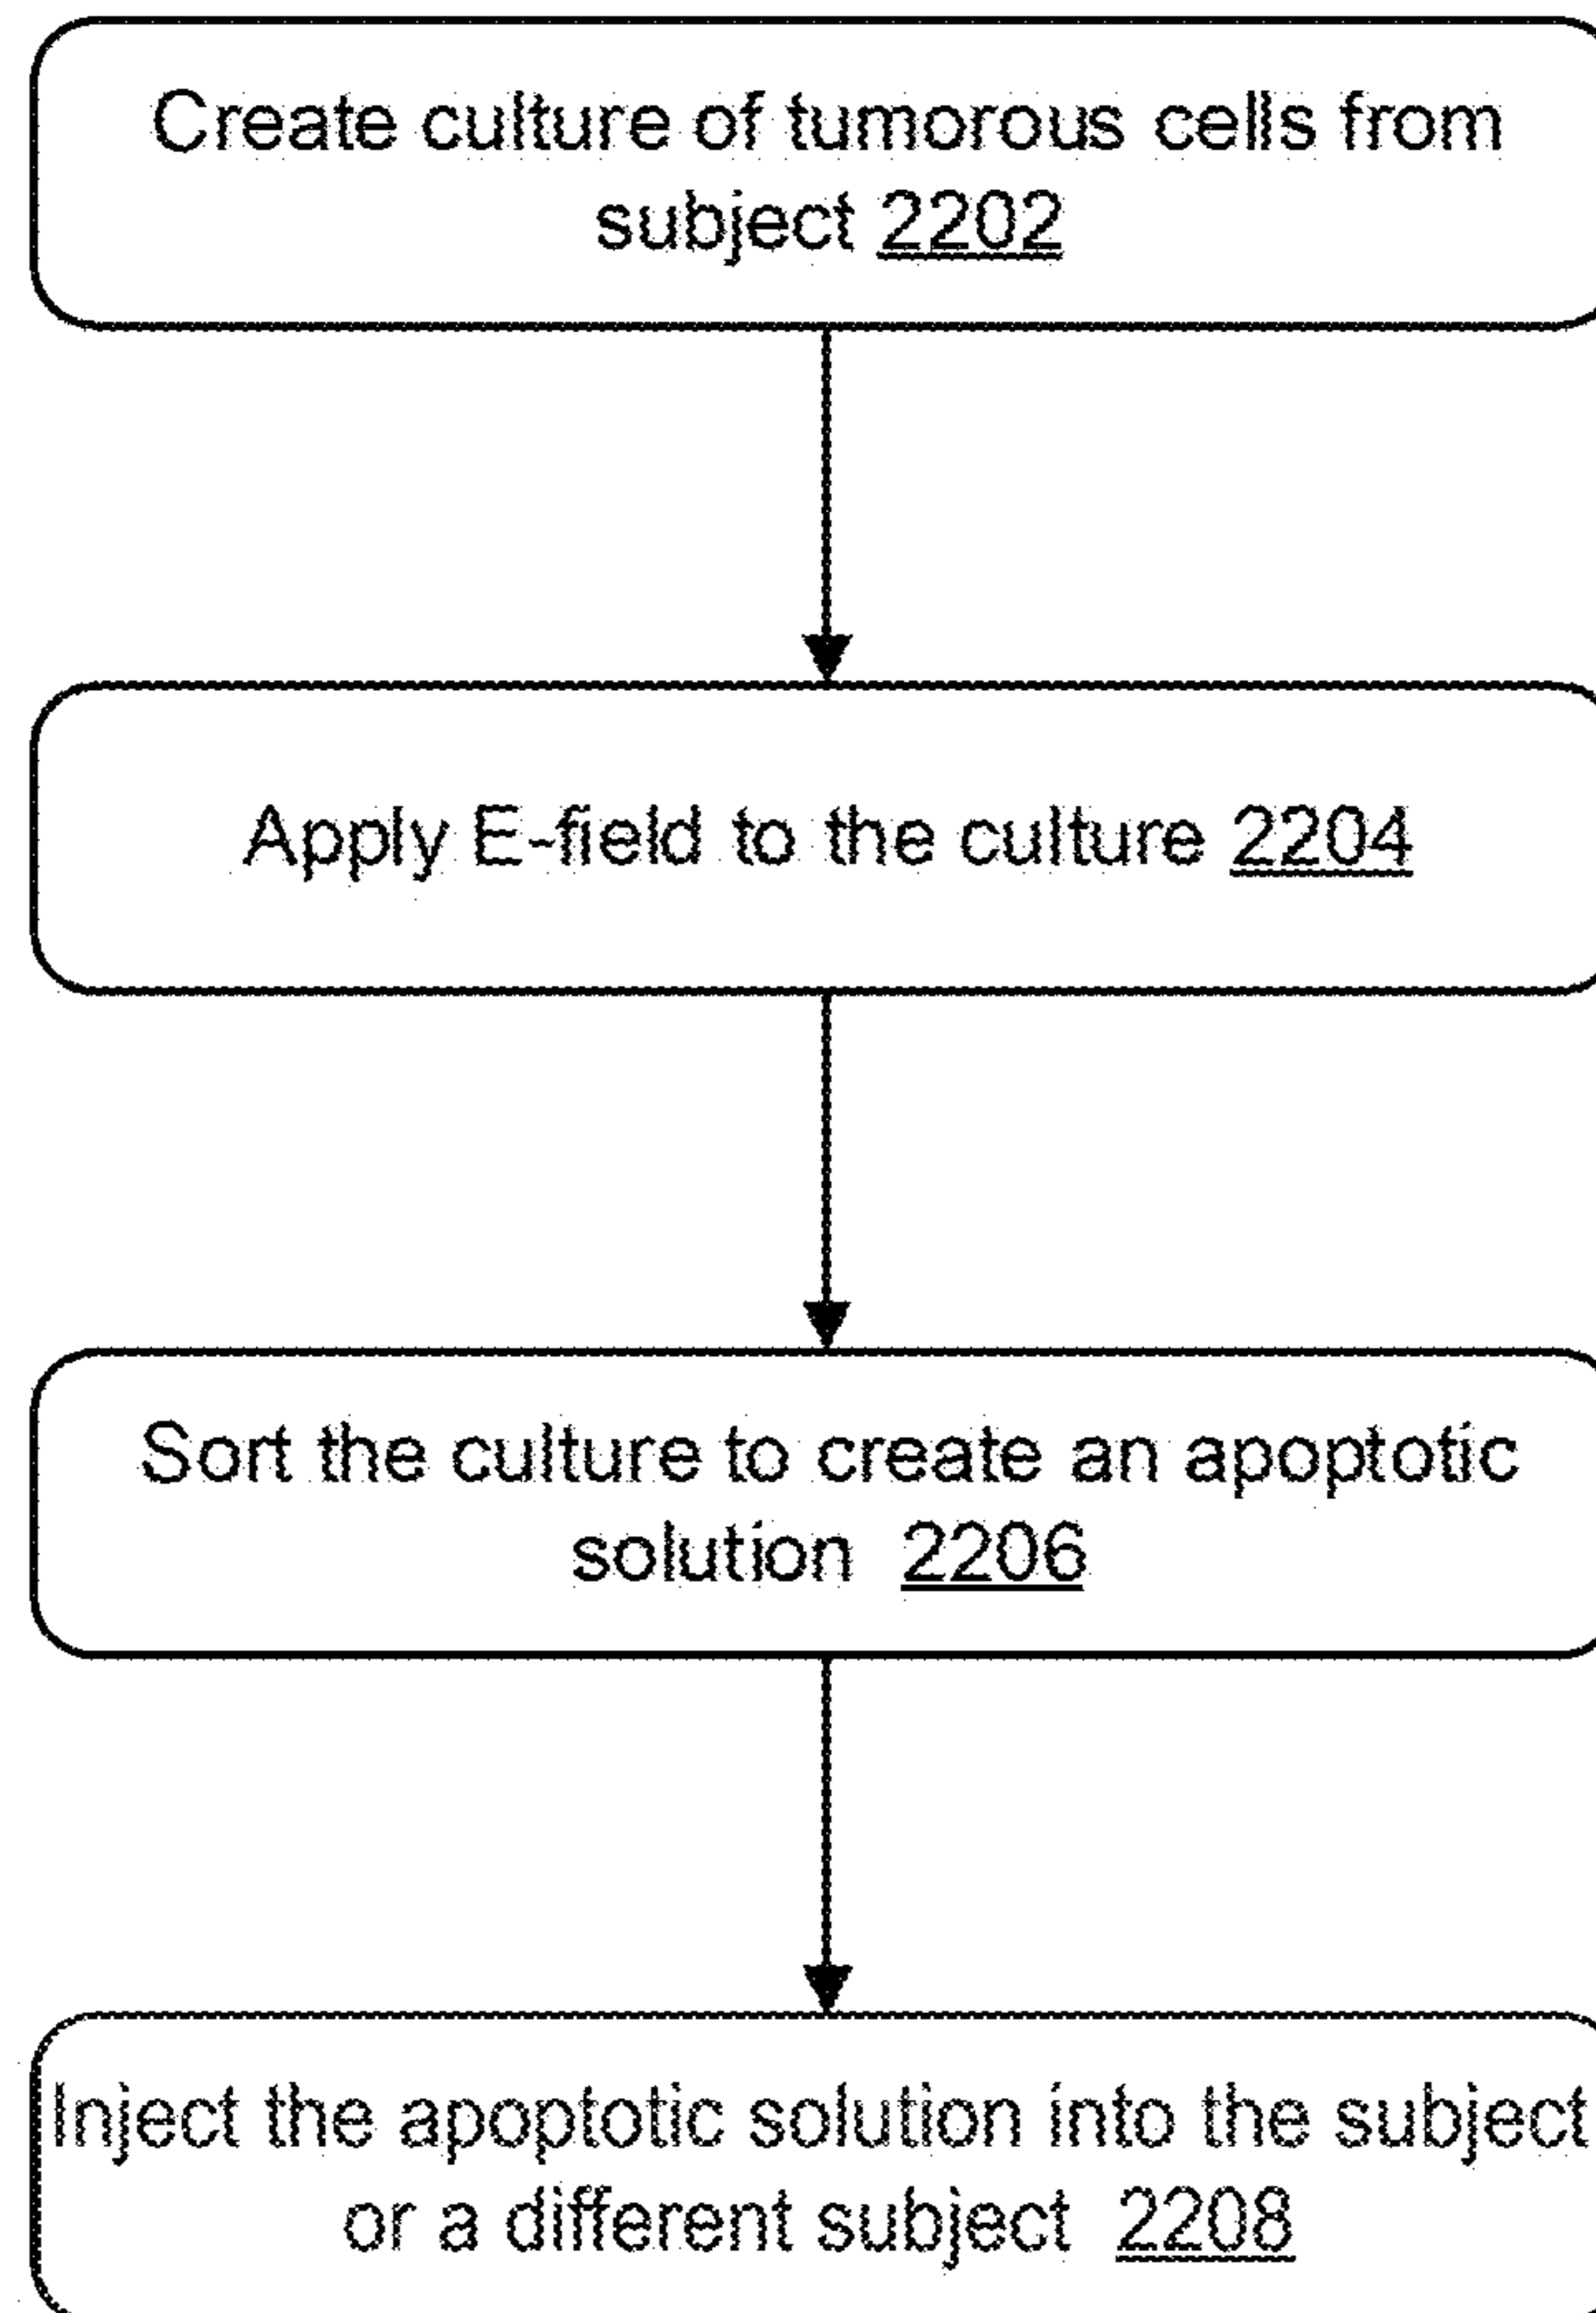 Create culture of tumorous cells from
subject 2202
Apply E-field to the culture 2204
Sort the culture to create an apoptotic
solution 2206
Inject the apoptotic solution into the subject
or a different subject 2208